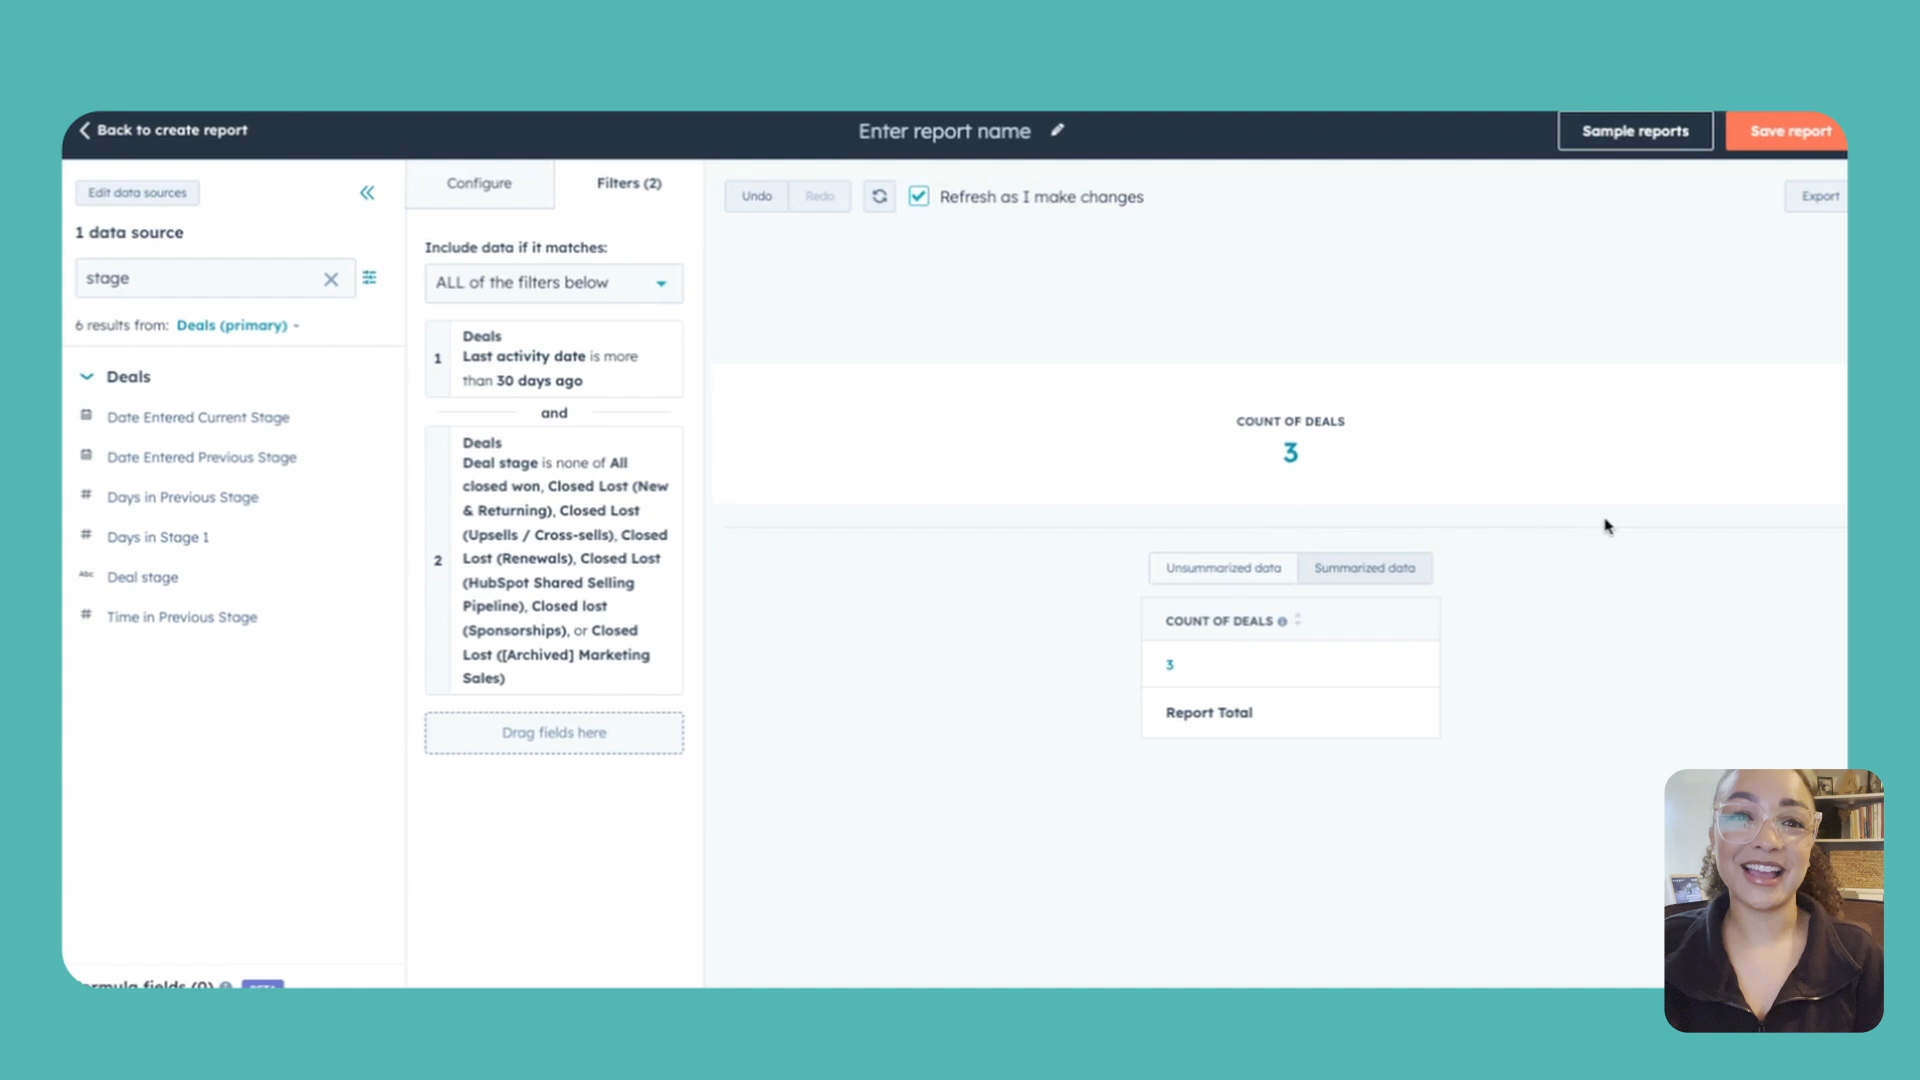 Back to create report
Enter report name
Sample reports
Save report
Edit data sources
1 data source
stage
6 results from: Deals (primary)
Deals
Date Entered Current Stage
Date Entered Previous Stage
# Days in Previous Stage
# Days in Stage 1
Abc Deal stage
# Time in Previous Stage
Configure
Filters (2)
Include data if it matches:
ALL of the filters below
1
Deals
Last activity date is more
than 30 days ago
and
2
Deals
Deal stage is none of All
closed won, Closed Lost (New
& Returning), Closed Lost
(Upsells / Cross-sells), Closed
Lost (Renewals), Closed Lost
(HubSpot Shared Selling
Pipeline), Closed lost
(Sponsorships), or Closed
Lost ([Archived] Marketing
Sales)
Drag fields here
Undo
Redo
Refresh as I make changes
Export
COUNT OF DEALS
3
Unsummarized data
Summarized data
COUNT OF DEALS
3
Report Total
fields (0)